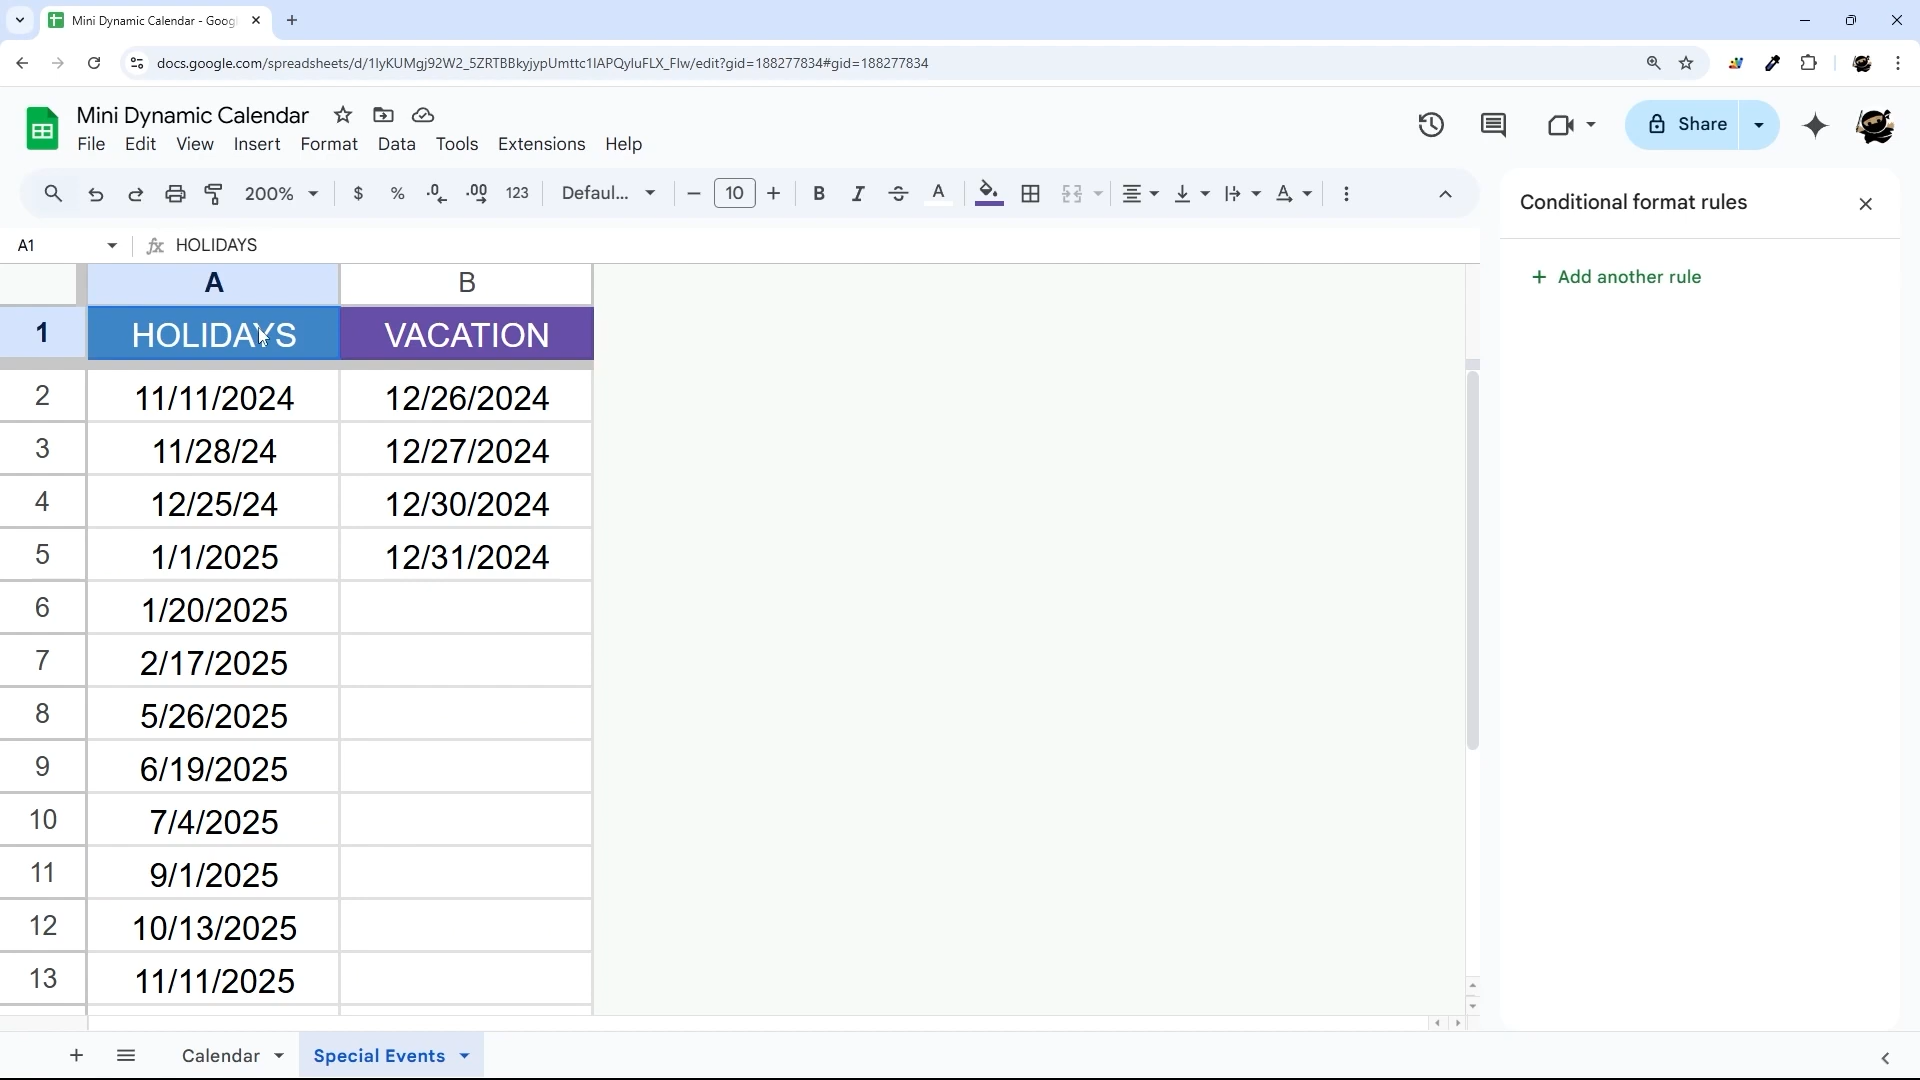 Mini Dynamic Calendar - Goog
docs.google.com/spreadsheets/d/1IyKUMgj92W2_5ZRTBBkyjypUmttc1IAPQyIuFLX_Flw/edit?gid=188277834#gid=188277834
Mini Dynamic Calendar
File Edit View Insert Format Data Tools Extensions Help
Share
200% $ % .0 .00 123 Defaul... 10 B I S A
Conditional format rules
A1 fx HOLIDAYS
Add another rule
A B
1 HOLIDAYS VACATION
2 11/11/2024 12/26/2024
3 11/28/24 12/27/2024
4 12/25/24 12/30/2024
5 1/1/2025 12/31/2024
6 1/20/2025
7 2/17/2025
8 5/26/2025
9 6/19/2025
10 7/4/2025
11 9/1/2025
12 10/13/2025
13 11/11/2025
Calendar Special Events